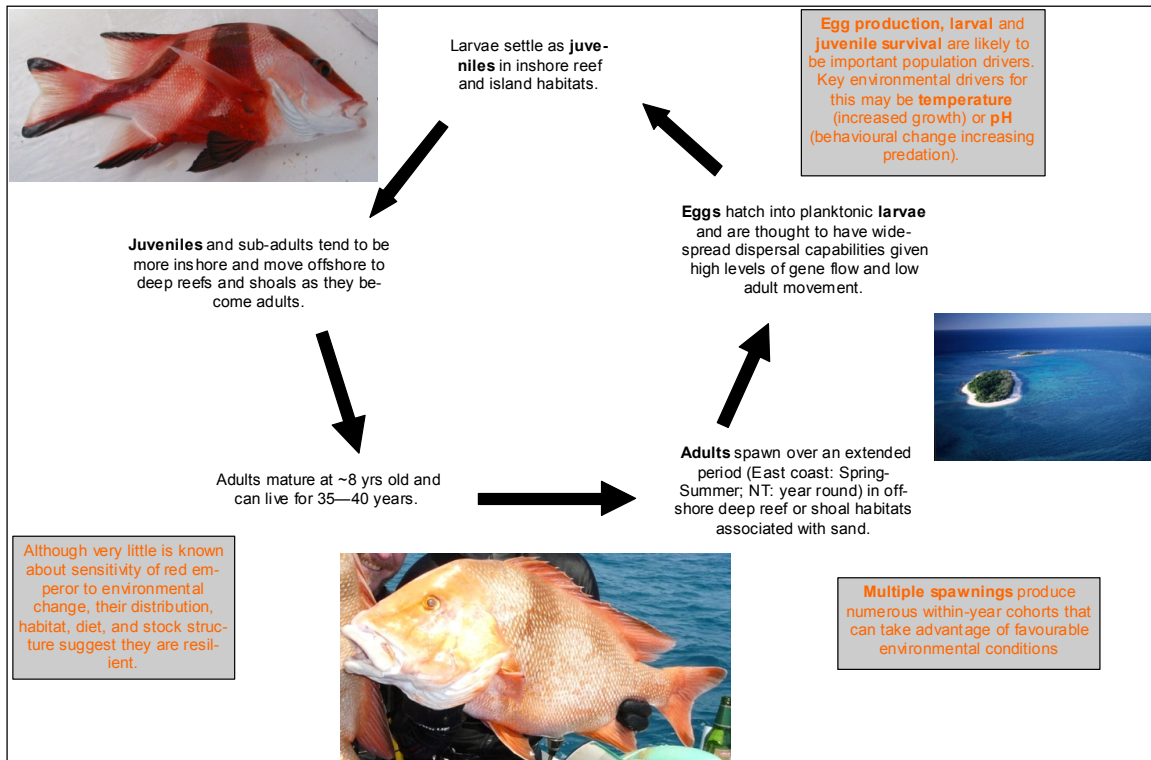 Larvae settle as juve-
niles in inshore reef
and island habitats.
Egg production, larval and
juvenile survival are likely to
be important population drivers.
Key environmental drivers for
this may be temperature
(increased growth) or pH
(behavioural change increasing
predation).
Eggs hatch into planktonic larvae
and are thought to have wide-
spread dispersal capabilities given
high levels of gene flow and low
adult movement.
Juveniles and sub-adults tend to be
more inshore and move offshore to
deep reefs and shoals as they be-
come adults.
Adults mature at ~8 yrs old and
can live for 35—40 years.
Adults spawn over an extended
period (East coast: Spring-
Summer; NT: year round) in off-
shore deep reef or shoal habitats
associated with sand.
Although very little is known
about sensitivity of red em-
peror to environmental
change, their distribution,
habitat, diet, and stock struc-
ture suggest they are resil-
ient.
Multiple spawnings produce
numerous within-year cohorts that
can take advantage of favourable
environmental conditions